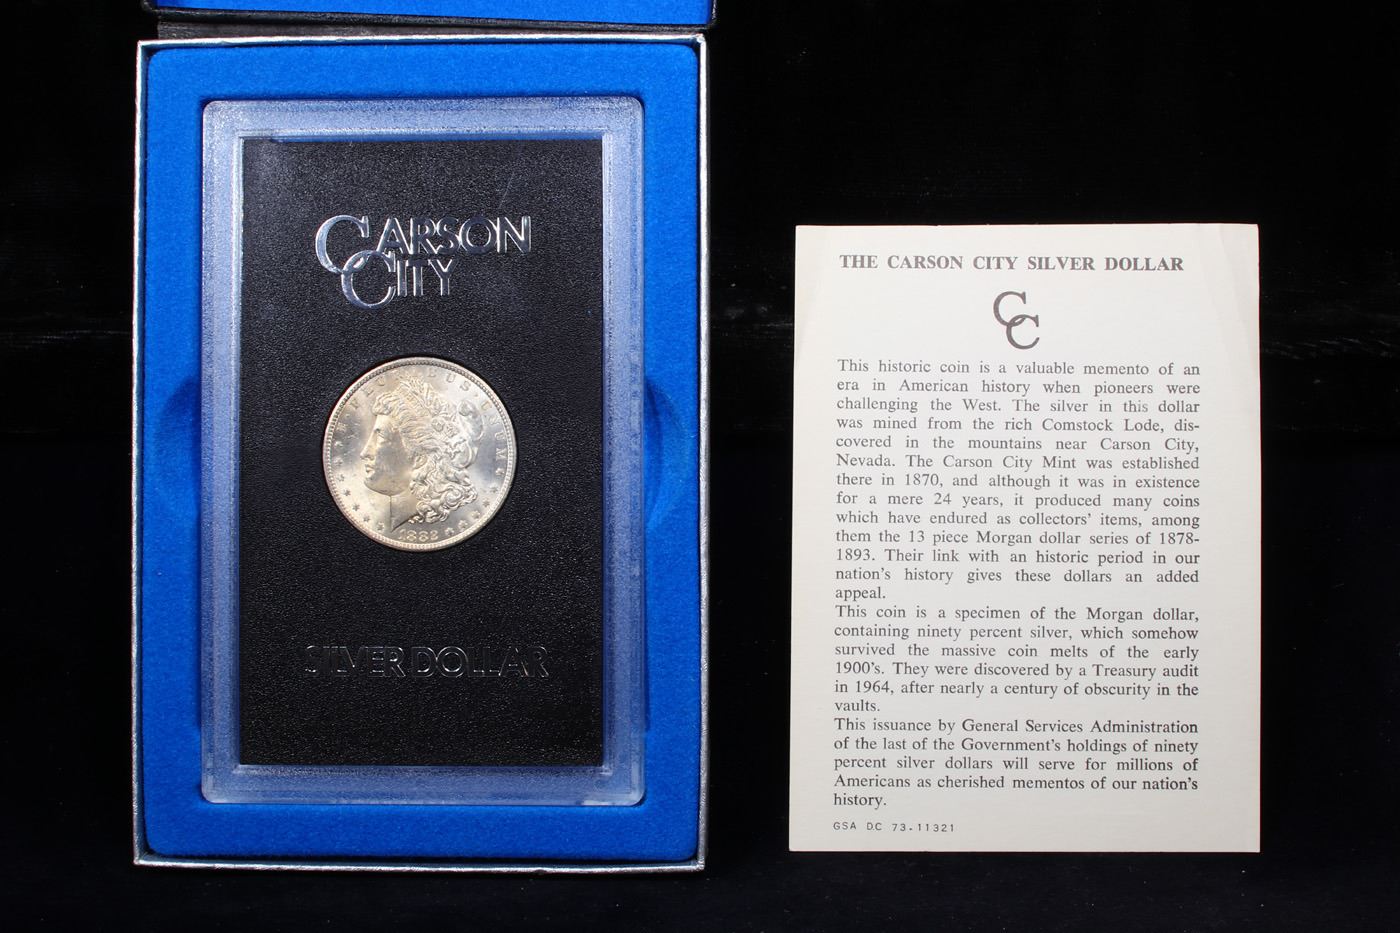 CARSON
CITY
E·PLURIBUS·UNUM
1882
SILVER DOLLAR
THE CARSON CITY SILVER DOLLAR
CC
This historic coin is a valuable memento of an
era in American history when pioneers were
challenging the West. The silver in this dollar
was mined from the rich Comstock Lode, dis-
covered in the mountains near Carson City,
Nevada. The Carson City Mint was established
there in 1870, and although it was in existence
for a mere 24 years, it produced many coins
which have endured as collectors' items, among
them the 13 piece Morgan dollar series of 1878-
1893. Their link with an historic period in our
nation's history gives these dollars an added
appeal.
This coin is a specimen of the Morgan dollar,
containing ninety percent silver, which somehow
survived the massive coin melts of the early
1900's. They were discovered by a Treasury audit
in 1964, after nearly a century of obscurity in the
vaults.
This issuance by General Services Administration
of the last of the Government's holdings of ninety
percent silver dollars will serve for millions of
Americans as cherished mementos of our nation's
history.
GSA DC 73.11321